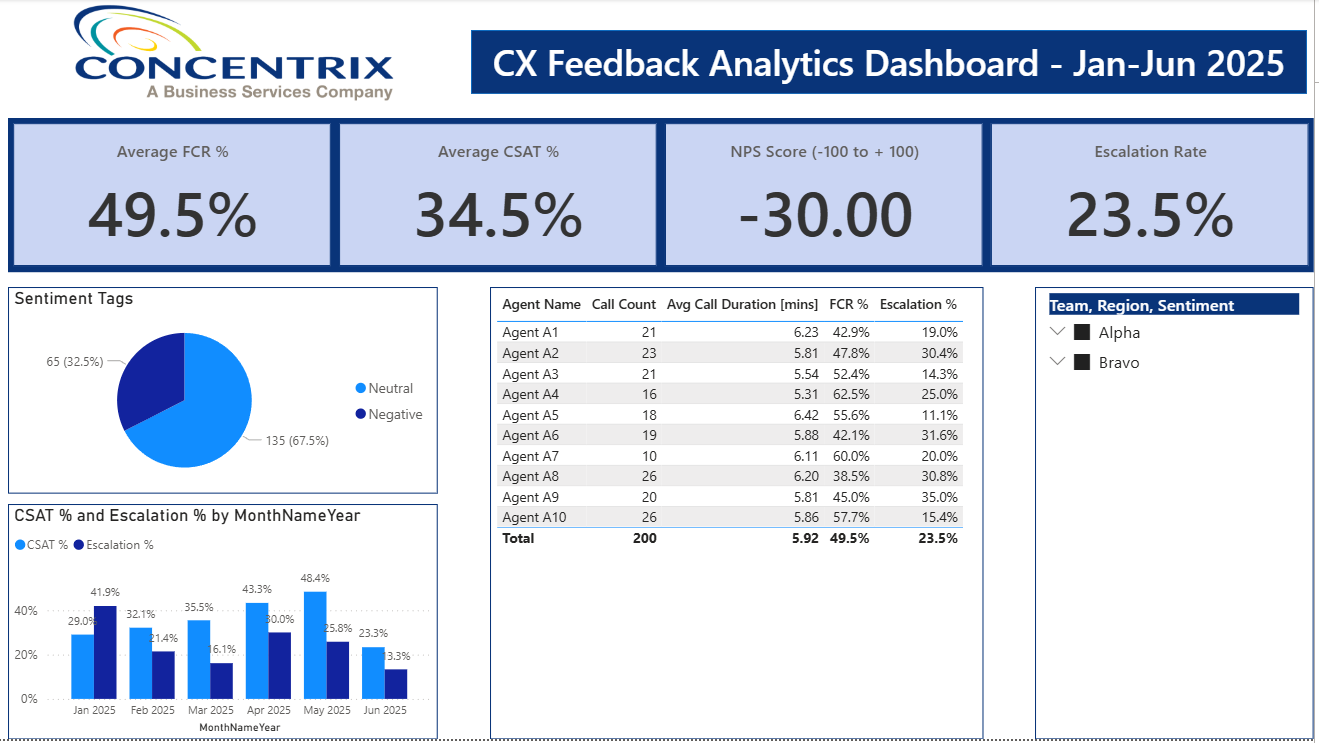 CONCENTRIX
A Business Services Company
CX Feedback Analytics Dashboard - Jan-Jun 2025
Average FCR %
49.5%
Average CSAT %
34.5%
NPS Score (-100 to + 100)
-30.00
Escalation Rate
23.5%
Sentiment Tags
65 (32.5%)
135 (67.5%)
Neutral
Negative
CSAT % and Escalation % by MonthNameYear
CSAT % Escalation %
40%
20%
0%
29.0% 41.9%
32.1% 21.4%
35.5% 16.1%
43.3% 30.0%
48.4% 25.8%
23.3% 13.3%
Jan 2025 Feb 2025 Mar 2025 Apr 2025 May 2025 Jun 2025
MonthNameYear
Agent Name Call Count Avg Call Duration [mins] FCR % Escalation %
Agent A1 21 6.23 42.9% 19.0%
Agent A2 23 5.81 47.8% 30.4%
Agent A3 21 5.54 52.4% 14.3%
Agent A4 16 5.31 62.5% 25.0%
Agent A5 18 6.42 55.6% 11.1%
Agent A6 19 5.88 42.1% 31.6%
Agent A7 10 6.11 60.0% 20.0%
Agent A8 26 6.20 38.5% 30.8%
Agent A9 20 5.81 45.0% 35.0%
Agent A10 26 5.86 57.7% 15.4%
Total 200 5.92 49.5% 23.5%
Team, Region, Sentiment
Alpha
Bravo